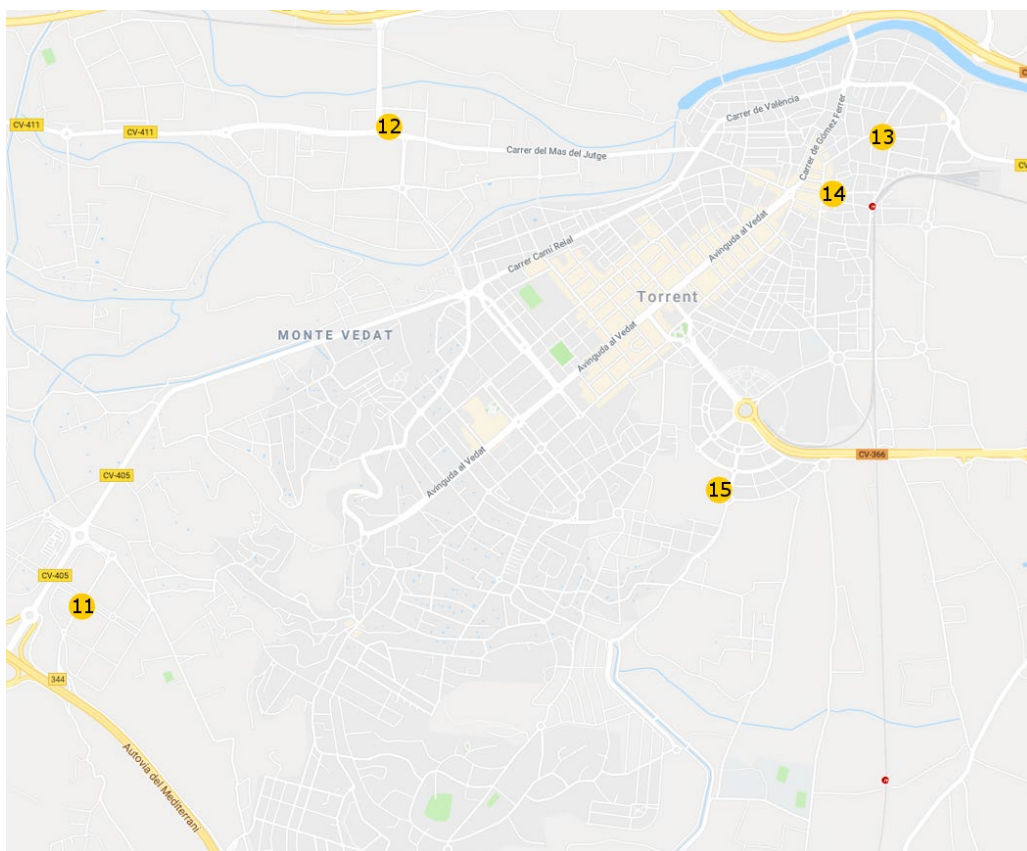 CV-411
CV-411
12
Carrer del Mas del Jutge
Carrer de València
Carrer de Gómez Ferrer
13
14
CV
Carrer Camí Reial
Avinguda al Vedat
Torrent
MONTE VEDAT
Avinguda al Vedat
CV-366
CV-405
Avinguda al Vedat
15
CV-405
11
344
Autovia del Mediterrani